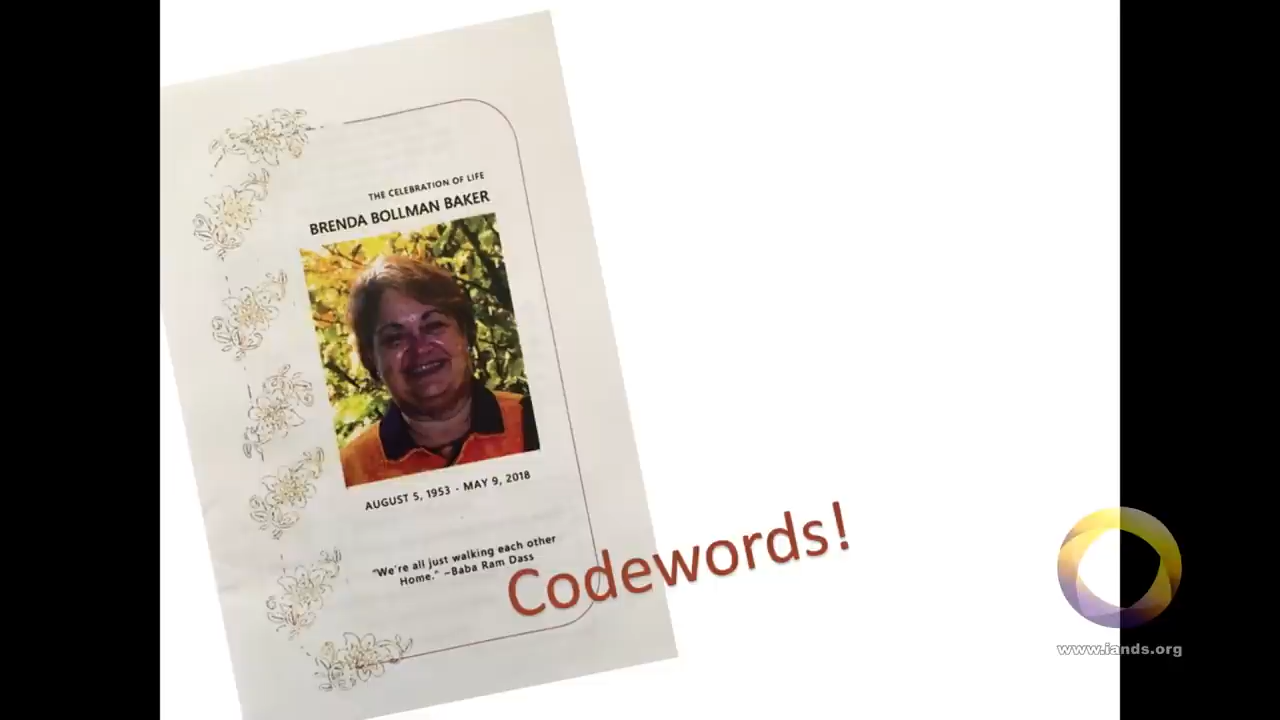 THE CELEBRATION OF LIFE
BRENDA BOLLMAN BAKER
AUGUST 5, 1953 - MAY 9, 2018
"We're all just walking each other
Home." ~Baba Ram Dass
Codewords!
www.iands.org